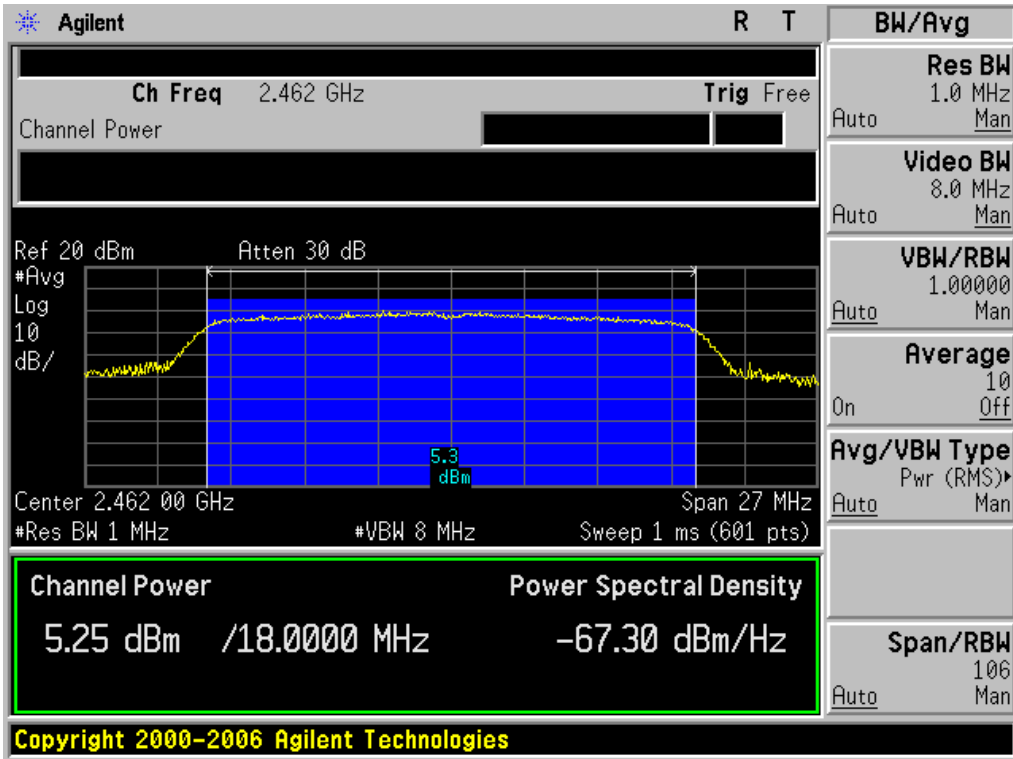 Agilent R T
Ch Freq 2.462 GHz Trig Free
Channel Power
Ref 20 dBm Atten 30 dB
#Avg
Log
10
dB/
5.3
dBm
Center 2.462 00 GHz Span 27 MHz
#Res BW 1 MHz #VBW 8 MHz Sweep 1 ms (601 pts)
Channel Power Power Spectral Density
5.25 dBm /18.0000 MHz -67.30 dBm/Hz
Copyright 2000-2006 Agilent Technologies
BW/Avg
Res BW
1.0 MHz
Auto Man
Video BW
8.0 MHz
Auto Man
VBW/RBW
1.00000
Auto Man
Average
10
On Off
Avg/VBW Type
Pwr (RMS)▸
Auto Man
Span/RBW
106
Auto Man